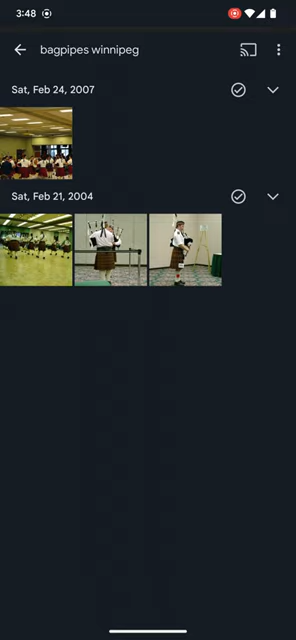 3:48
bagpipes winnipeg
Sat, Feb 24, 2007
Sat, Feb 21, 2004